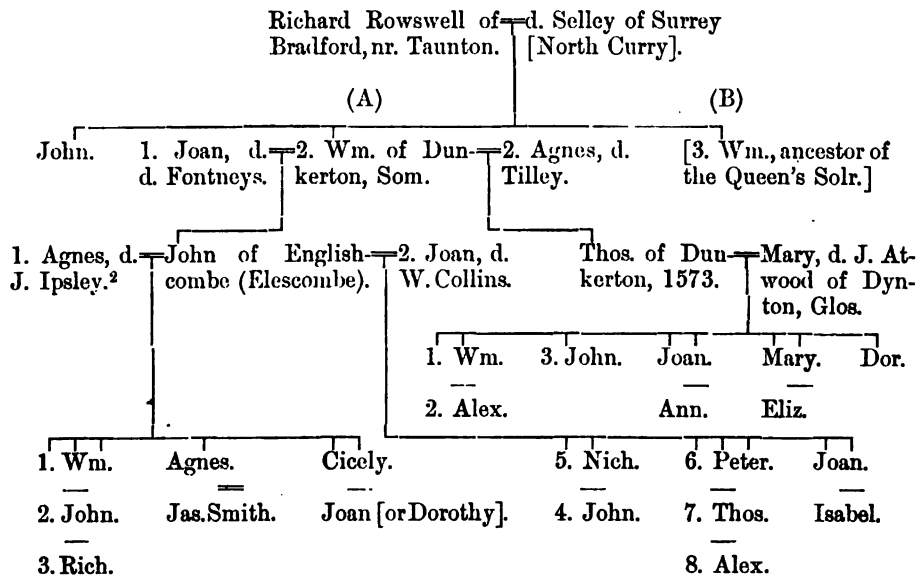 Richard Rowswell of d. Selley of Surrey
Bradford, nr. Taunton. [North Curry].
(A) (B)
John. 1. Joan, d. 2. Wm. of Dun- 2. Agnes, d. [3. Wm., ancestor of
d. Fontneys. kerton, Som. Tilley. the Queen's Solr.]
1. Agnes, d. John of English- 2. Joan, d. Thos. of Dun- Mary, d. J. At-
J. Ipsley.² combe (Elescombe). W. Collins. kerton, 1573. wood of Dyn-
ton, Glos.
1. Wm. 3. John. Joan. Mary. Dor.
2. Alex. Ann. Eliz.
1. Wm. Agnes. Cicely. 5. Nich. 6. Peter. Joan.
2. John. Jas. Smith. Joan [or Dorothy]. 4. John. 7. Thos. Isabel.
3. Rich. 8. Alex.